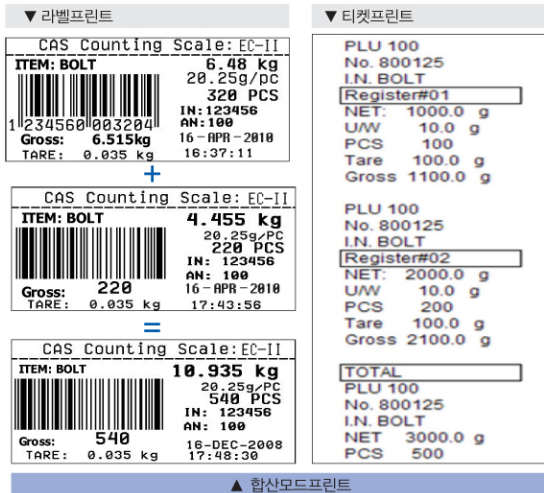 ▼ 라벨프린트
CAS Counting Scale: EC-II
ITEM: BOLT
6.48 kg
20.25g/pc
320 PCS
IN:123456
AN:100
1 234560 003204
Gross: 6.515kg
16-APR-2010
TARE: 0.035 kg
16:37:11
+
CAS Counting Scale: EC-II
ITEM: BOLT
4.455 kg
20.25g/PC
220 PCS
IN: 123456
AN: 100
Gross: 220
16-APR-2010
TARE: 0.035 kg
17:43:56
=
CAS Counting Scale: EC-II
ITEM: BOLT
10.935 kg
20.25g/PC
540 PCS
IN: 123456
AN: 100
Gross: 540
16-DEC-2008
TARE: 0.035 kg
17:48:30
▼ 티켓프린트
PLU 100
No. 800125
I.N. BOLT
Register#01
NET: 1000.0 g
U/W 10.0 g
PCS 100
Tare 100.0 g
Gross 1100.0 g
PLU 100
No. 800125
I.N. BOLT
Register#02
NET: 2000.0 g
U/W 10.0 g
PCS 200
Tare 100.0 g
Gross 2100.0 g
TOTAL
PLU 100
No. 800125
I.N. BOLT
NET 3000.0 g
PCS 500
▲ 합산모드프린트